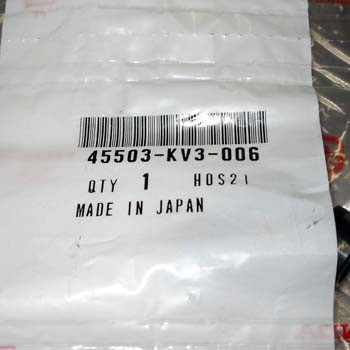 45503-KV3-006
QTY 1 HOS21
MADE IN JAPAN